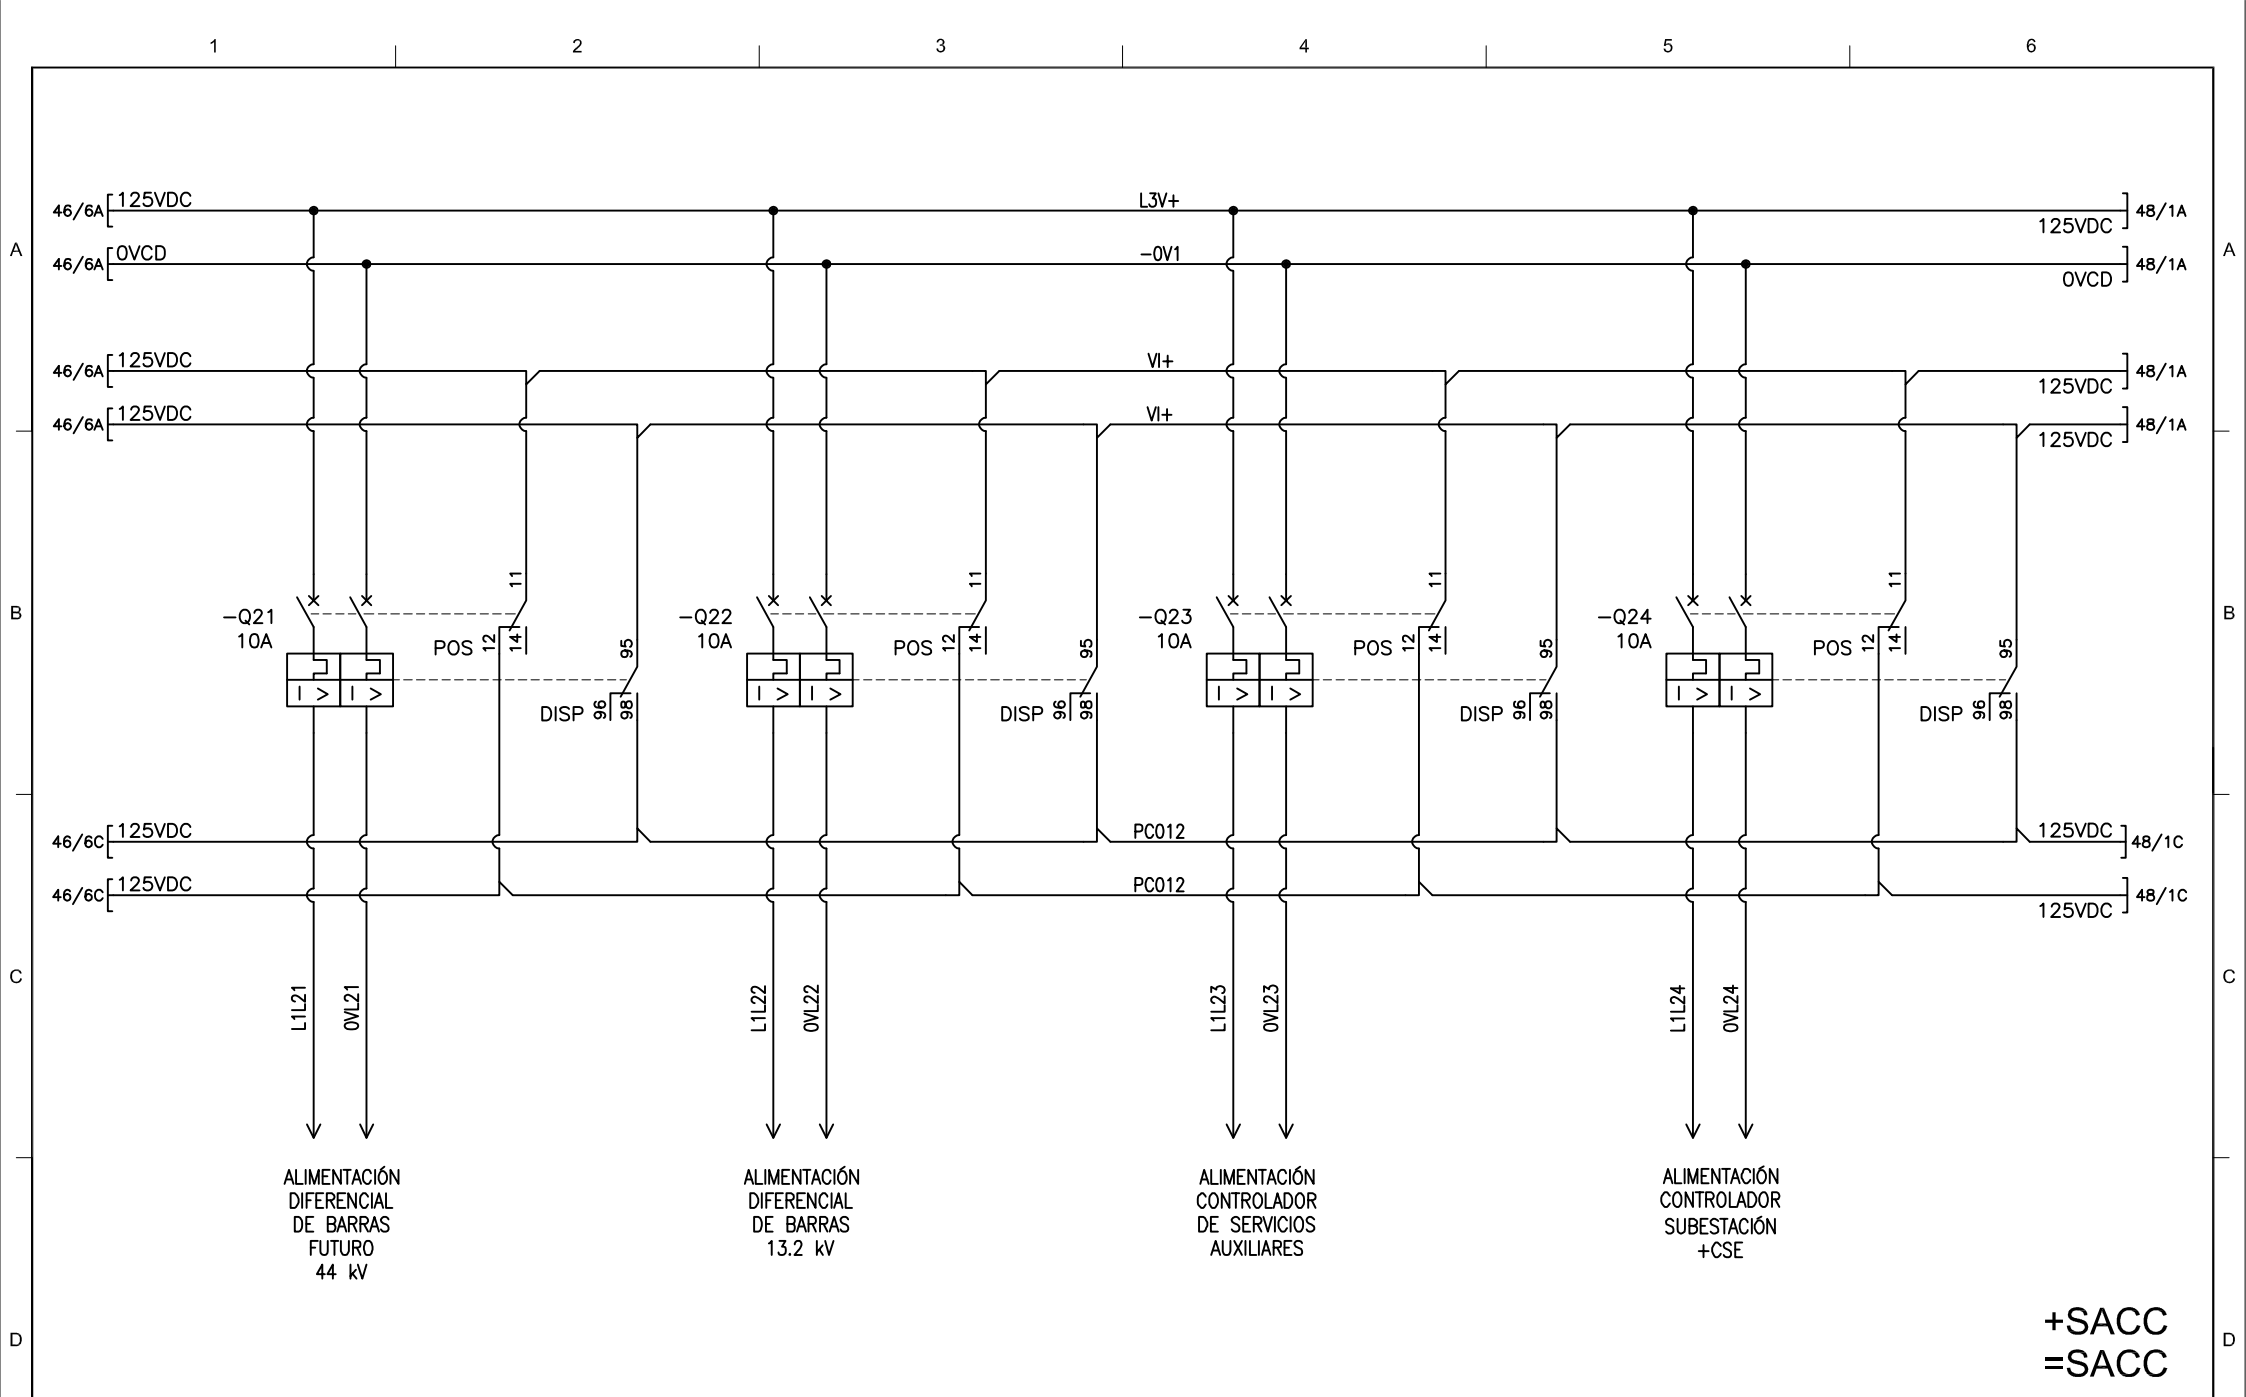 1 2 3 4 5 6
46/6A 125VDC L3V+ 125VDC 48/1A
A 46/6A 0VCD -0V1 0VCD 48/1A A
46/6A 125VDC VI+ 125VDC 48/1A
46/6A 125VDC VI+ 125VDC 48/1A
11 11 11 11
B B
-Q21 -Q22 -Q23 -Q24
10A 10A 10A 10A
POS 12 14 95 POS 12 14 95 POS 12 14 95 POS 12 14 95
I > I > I > I > I > I > I > I >
DISP 96 98 DISP 96 98 DISP 96 98 DISP 96 98
46/6C 125VDC PC012 125VDC 48/1C
46/6C 125VDC PC012 125VDC 48/1C
C C
L1L21 0VL21 L1L22 0VL22 L1L23 0VL23 L1L24 0VL24
ALIMENTACIÓN
DIFERENCIAL
DE BARRAS
FUTURO
44 kV
ALIMENTACIÓN
DIFERENCIAL
DE BARRAS
13.2 kV
ALIMENTACIÓN
CONTROLADOR
DE SERVICIOS
AUXILIARES
ALIMENTACIÓN
CONTROLADOR
SUBESTACIÓN
+CSE
+SACC
D D
=SACC